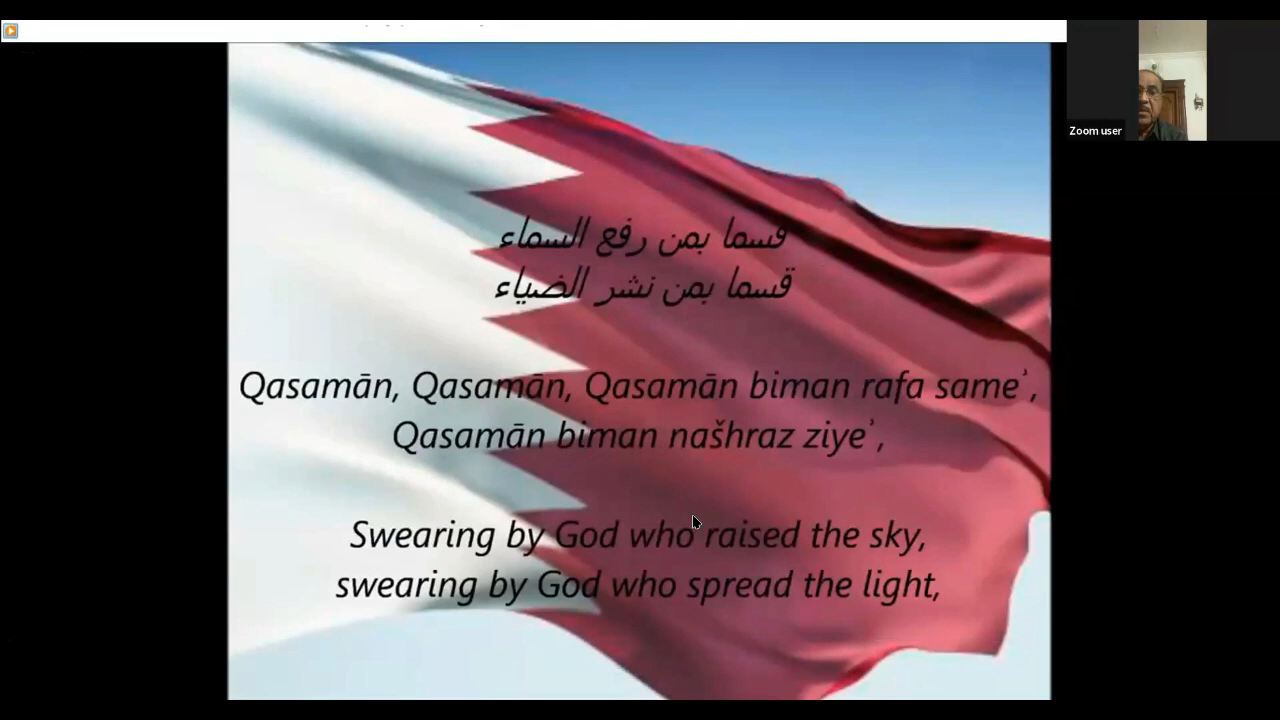 قسما بمن رفع السماء
قسما بمن نشر الضياء
Qasamān, Qasamān, Qasamān biman rafa same’,
Qasamān biman našhraz ziye’,
Swearing by God who raised the sky,
swearing by God who spread the light,
Zoom user